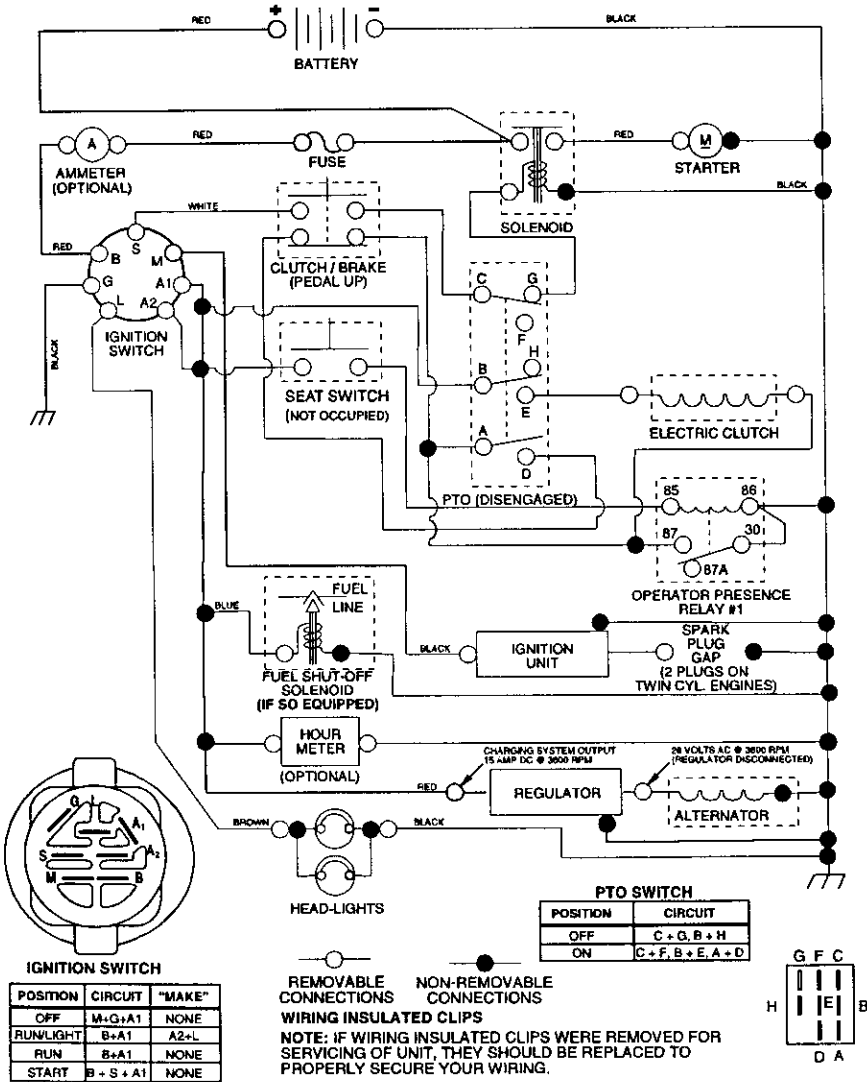 +
-
RED
BLACK
BATTERY
RED
RED
A
M
AMMETER
(OPTIONAL)
FUSE
STARTER
WHITE
BLACK
SOLENOID
S
RED
B
M
CLUTCH / BRAKE
(PEDAL UP)
G
A1
L
A2
C
G
IGNITION
SWITCH
F
BLACK
H
B
SEAT SWITCH
(NOT OCCUPIED)
E
ELECTRIC CLUTCH
A
D
PTO (DISENGAGED)
85
86
87
30
87A
OPERATOR PRESENCE
RELAY #1
FUEL
LINE
BLUE
BLACK
IGNITION
UNIT
SPARK
PLUG
GAP
(2 PLUGS ON
TWIN CYL. ENGINES)
FUEL SHUT-OFF
SOLENOID
(IF SO EQUIPPED)
HOUR
METER
(OPTIONAL)
CHARGING SYSTEM OUTPUT
15 AMP DC @ 3600 RPM
28 VOLTS AC @ 3600 RPM
(REGULATOR DISCONNECTED)
RED
REGULATOR
ALTERNATOR
BROWN
BLACK
HEAD-LIGHTS
G
L
A1
A2
S
M
B
IGNITION SWITCH
POSITION CIRCUIT "MAKE"
OFF M+G+A1 NONE
RUN/LIGHT B+A1 A2+L
RUN B+A1 NONE
START B + S + A1 NONE
PTO SWITCH
POSITION CIRCUIT
OFF C + G, B + H
ON C + F, B + E, A + D
REMOVABLE
CONNECTIONS
NON-REMOVABLE
CONNECTIONS
WIRING INSULATED CLIPS
NOTE: IF WIRING INSULATED CLIPS WERE REMOVED FOR
SERVICING OF UNIT, THEY SHOULD BE REPLACED TO
PROPERLY SECURE YOUR WIRING.
G F C
H E B
D A